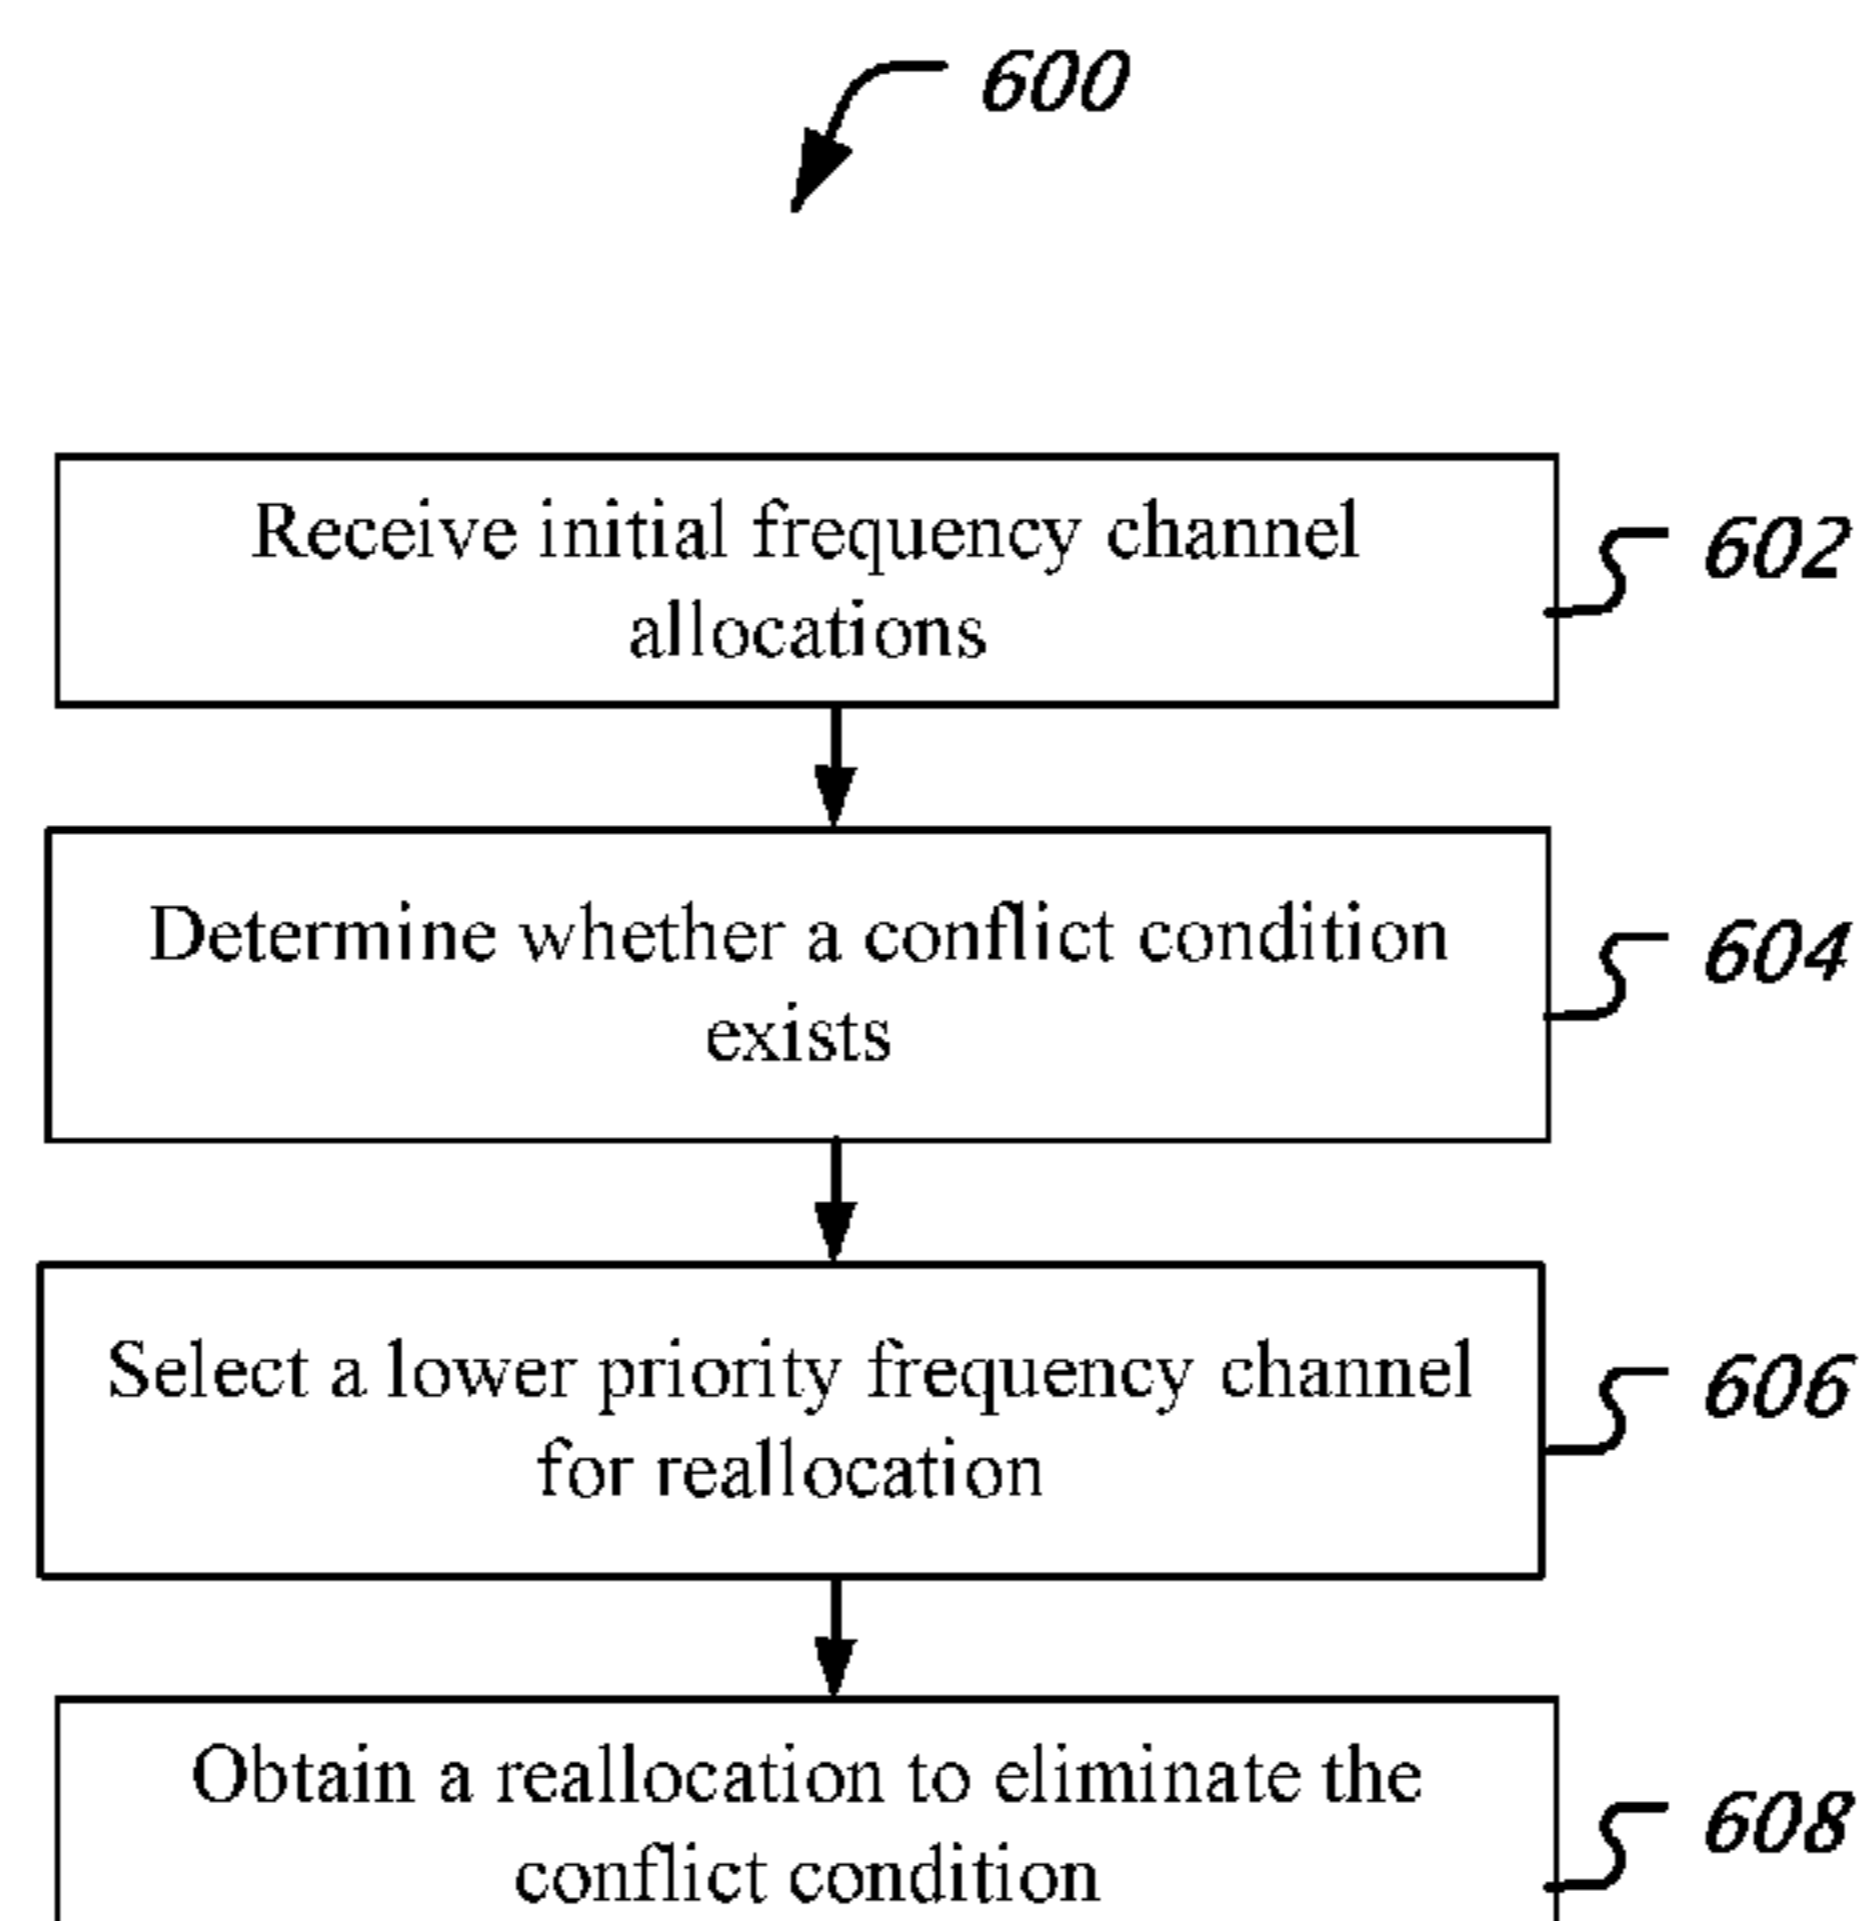 600
Receive initial frequency channel
allocations
602
Determine whether a conflict condition
exists
604
Select a lower priority frequency channel
for reallocation
606
Obtain a reallocation to eliminate the
conflict condition
608